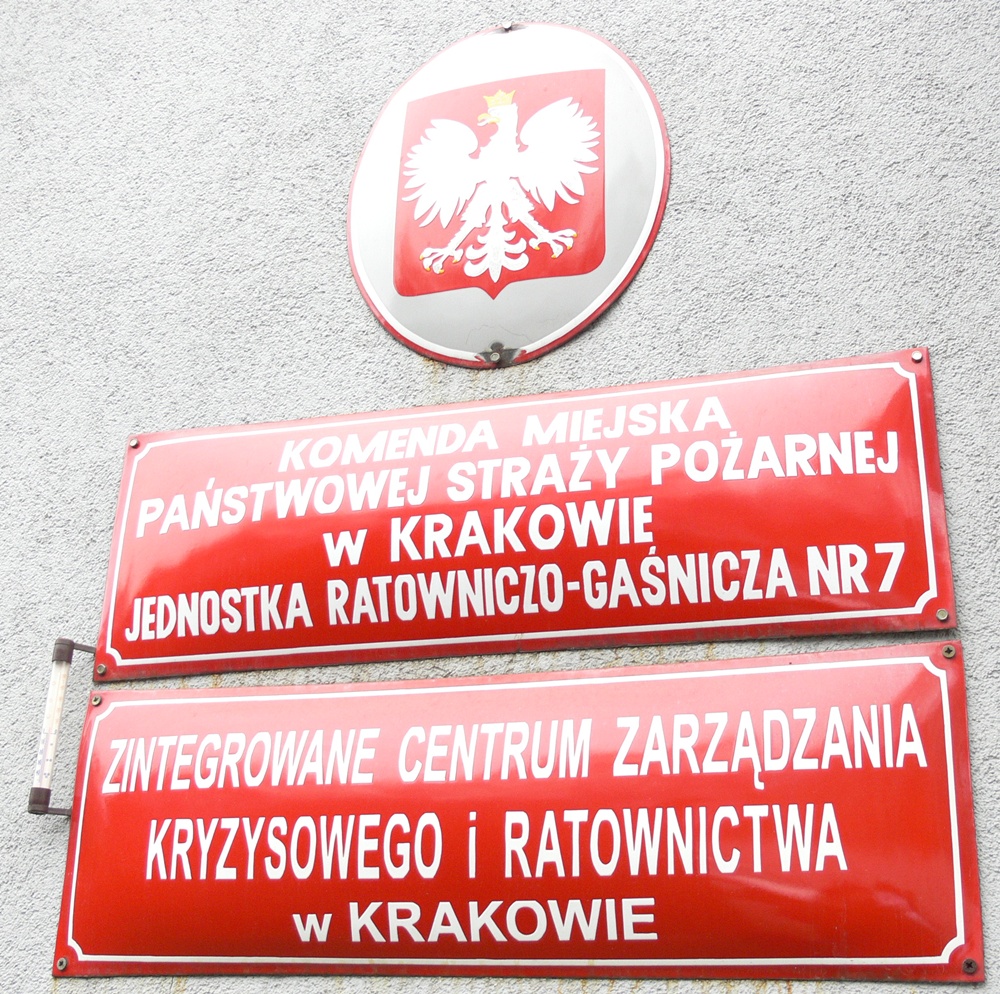 KOMENDA MIEJSKA
PAŃSTWOWEJ STRAŻY POŻARNEJ
w KRAKOWIE
JEDNOSTKA RATOWNICZO-GAŚNICZA NR 7
ZINTEGROWANE CENTRUM ZARZĄDZANIA
KRYZYSOWEGO i RATOWNICTWA
w KRAKOWIE